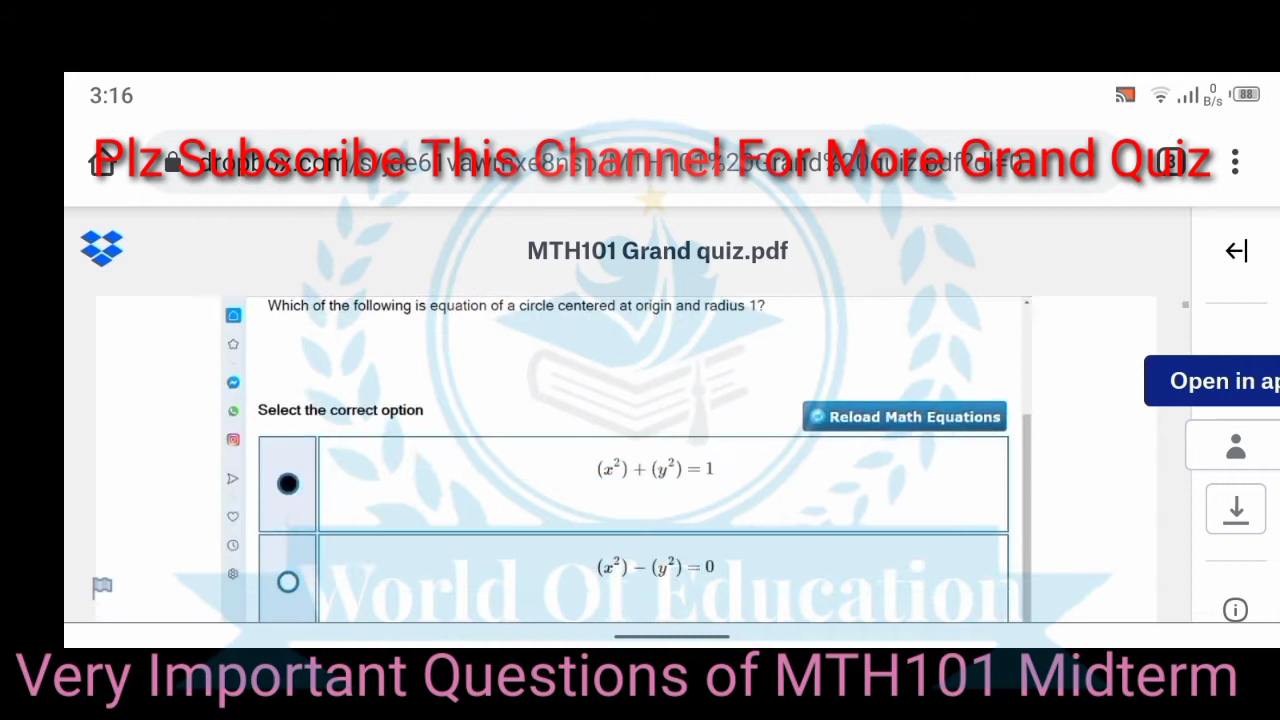 3:16
0
B/s
88
Plz Subscribe This Channel For More Grand Quiz
MTH101 Grand quiz.pdf
Which of the following is equation of a circle centered at origin and radius 1?
Open in ap
Select the correct option
Reload Math Equations
(x²) + (y²) = 1
(x²) − (y²) = 0
World Of Education
Very Important Questions of MTH101 Midterm